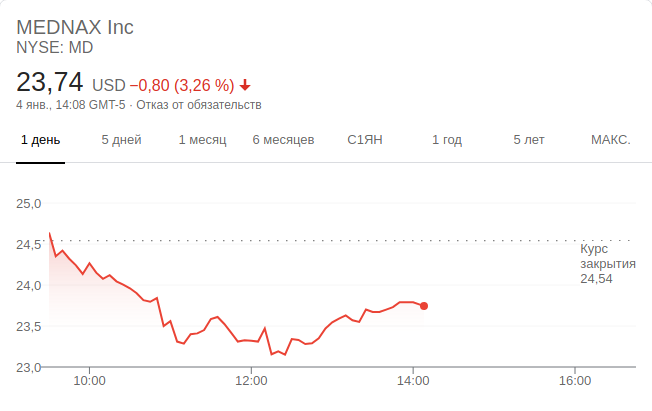 MEDNAX Inc
NYSE: MD
23,74 USD −0,80 (3,26 %)
4 янв., 14:08 GMT-5 · Отказ от обязательств
1 день 5 дней 1 месяц 6 месяцев С1ЯН 1 год 5 лет МАКС.
25,0
24,5
Курс
закрытия
24,54
24,0
23,5
23,0
10:00 12:00 14:00 16:00